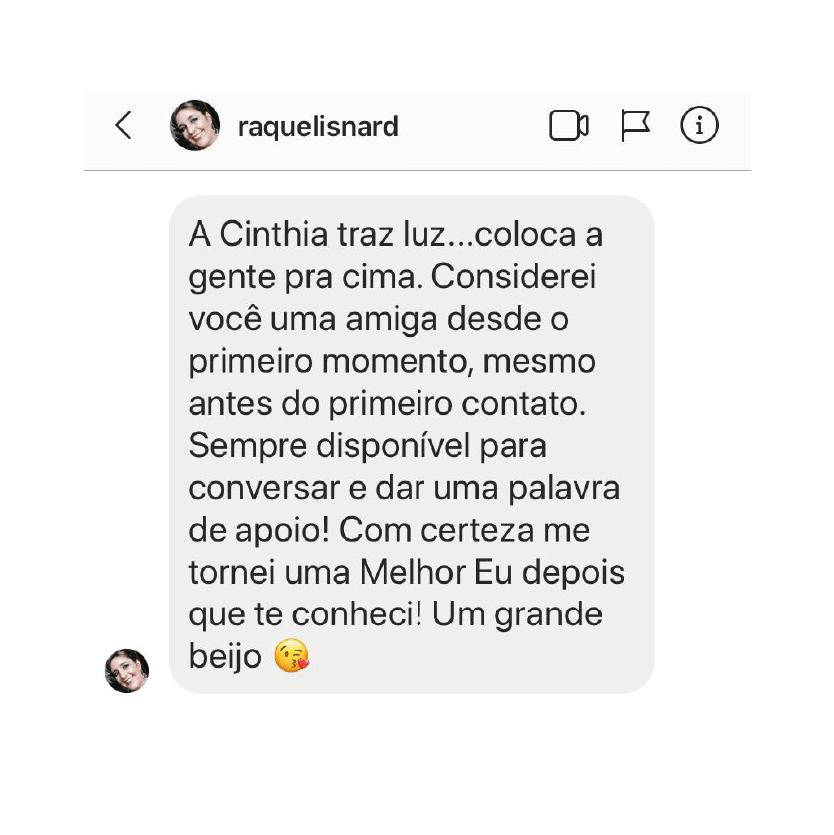 raquelisnard
A Cinthia traz luz...coloca a
gente pra cima. Considerei
você uma amiga desde o
primeiro momento, mesmo
antes do primeiro contato.
Sempre disponível para
conversar e dar uma palavra
de apoio! Com certeza me
tornei uma Melhor Eu depois
que te conheci! Um grande
beijo 😘